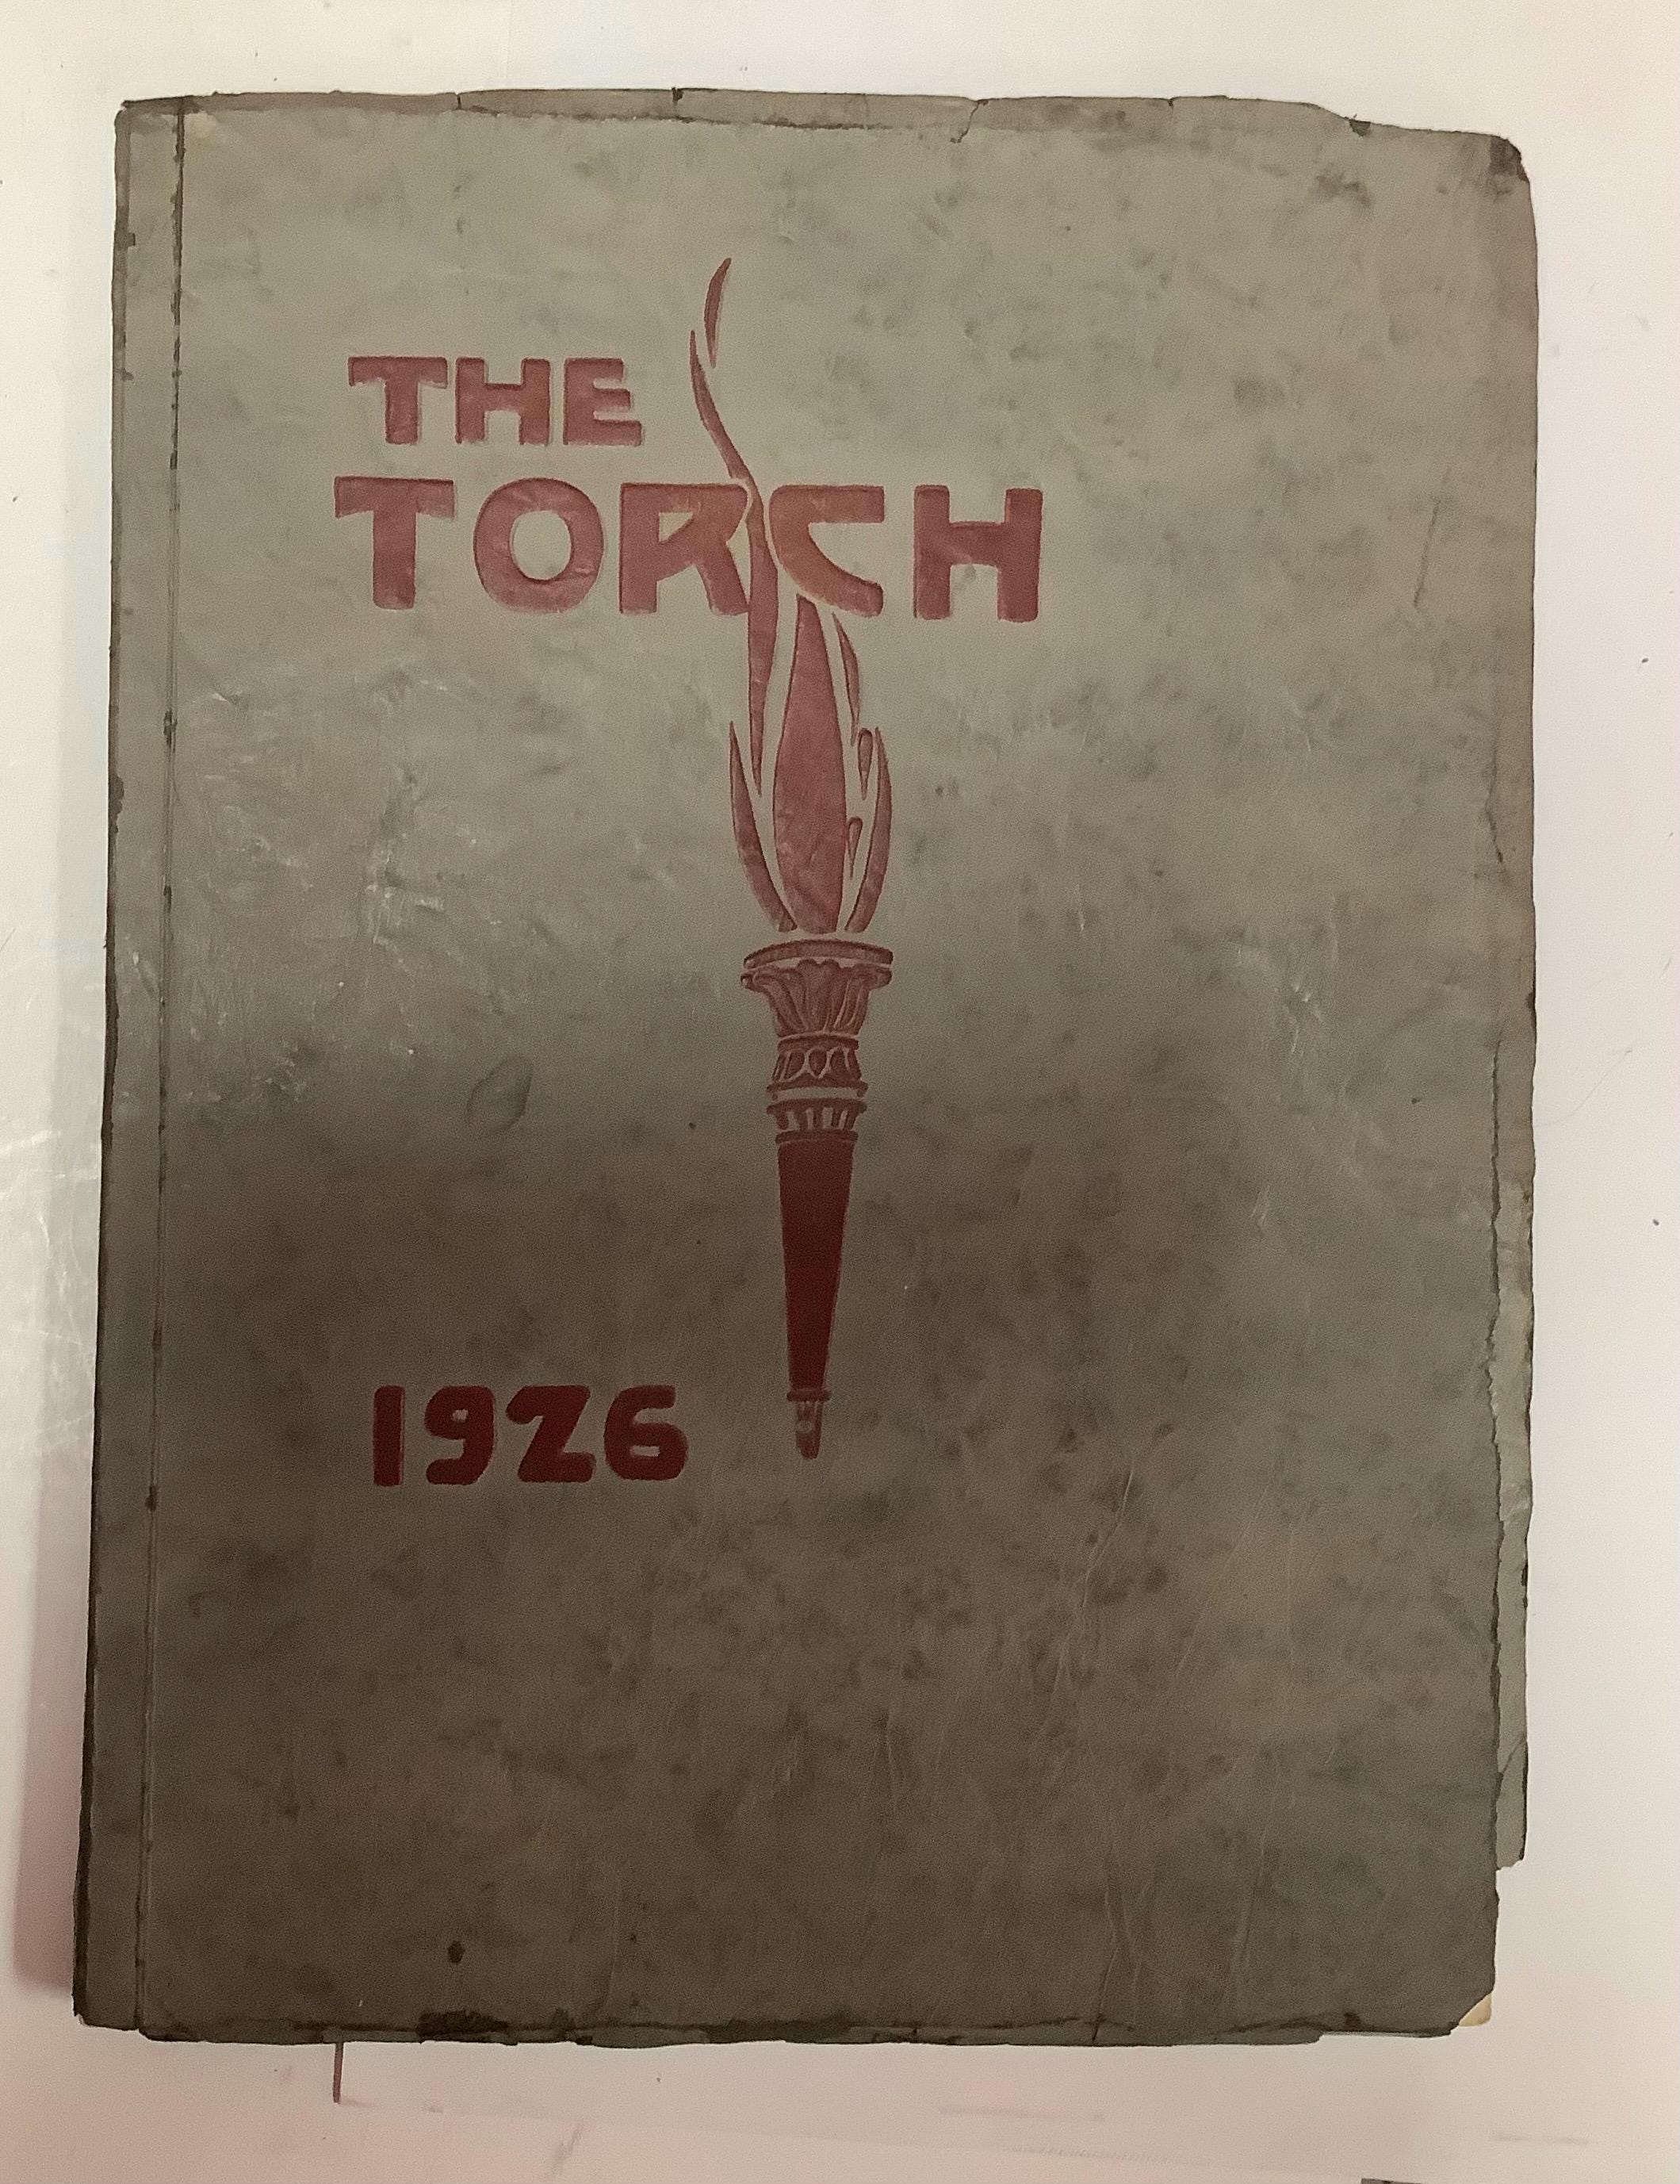 THE
TORCH
1926